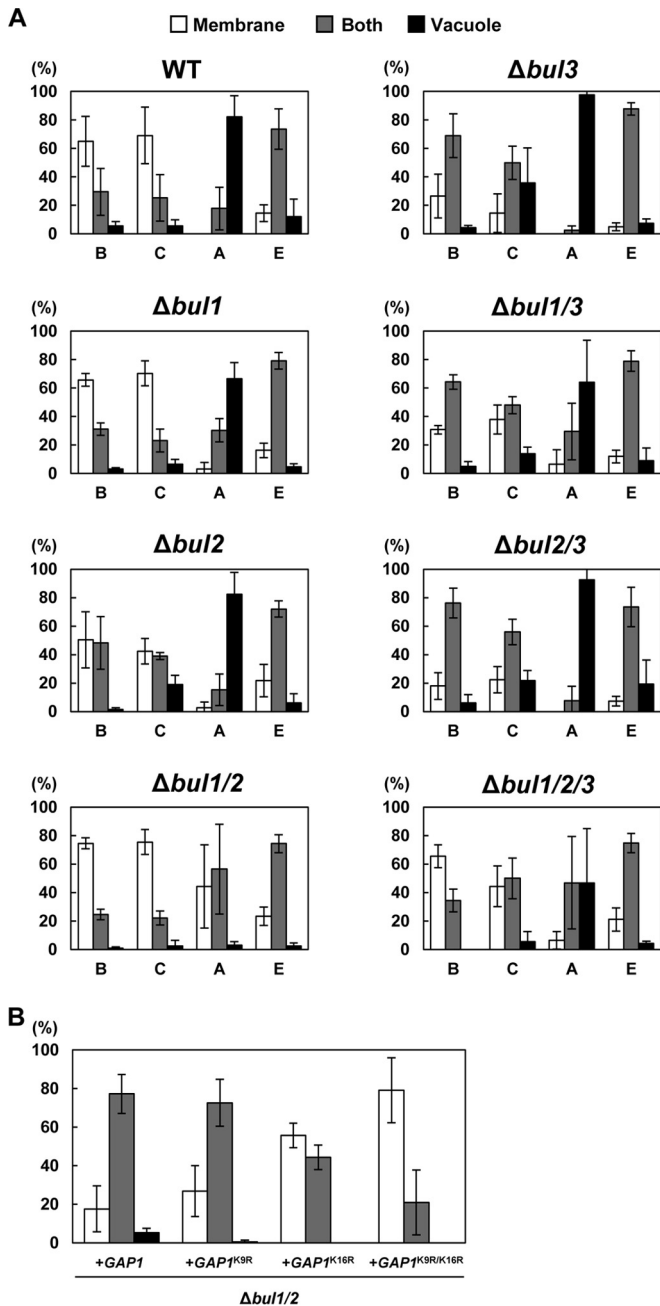 A
Membrane Both Vacuole
(%) WT
100
80
60
40
20
0
B C A E
(%) Δbul3
100
80
60
40
20
0
B C A E
(%) Δbul1
100
80
60
40
20
0
B C A E
(%) Δbul1/3
100
80
60
40
20
0
B C A E
(%) Δbul2
100
80
60
40
20
0
B C A E
(%) Δbul2/3
100
80
60
40
20
0
B C A E
(%) Δbul1/2
100
80
60
40
20
0
B C A E
(%) Δbul1/2/3
100
80
60
40
20
0
B C A E
B
(%)
100
80
60
40
20
0
+GAP1 +GAP1K9R +GAP1K16R +GAP1K9R/K16R
Δbul1/2